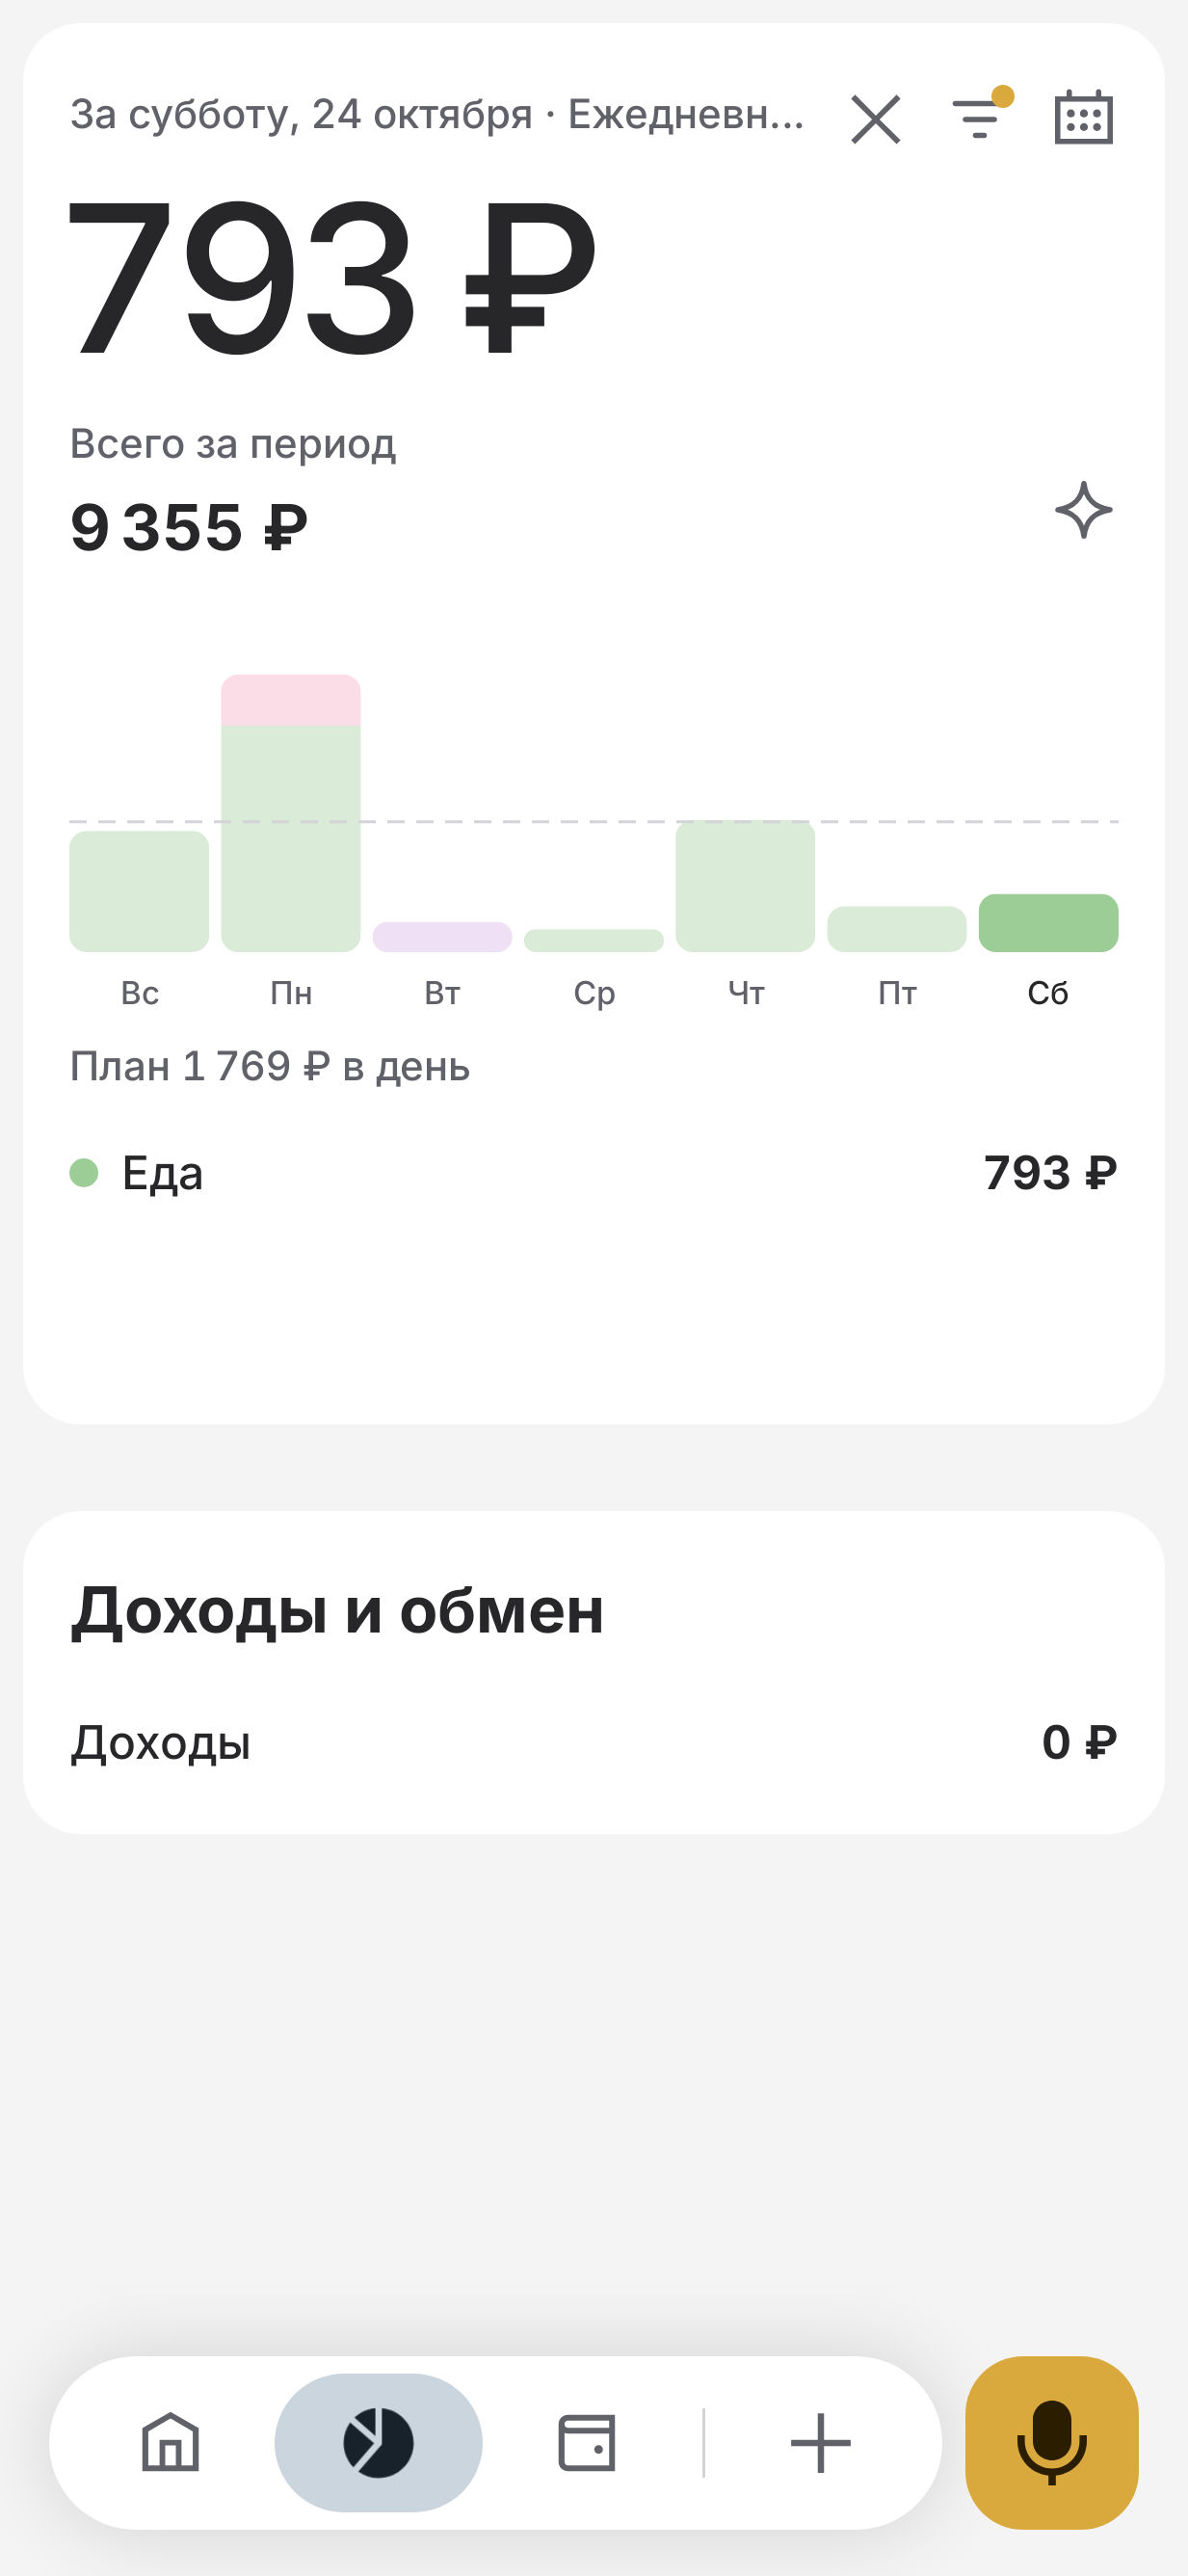 За субботу, 24 октября · Ежедневн...
793 ₽
Всего за период
9 355 ₽
Вс Пн Вт Ср Чт Пт Сб
План 1 769 ₽ в день
Еда 793 ₽
Доходы и обмен
Доходы 0 ₽